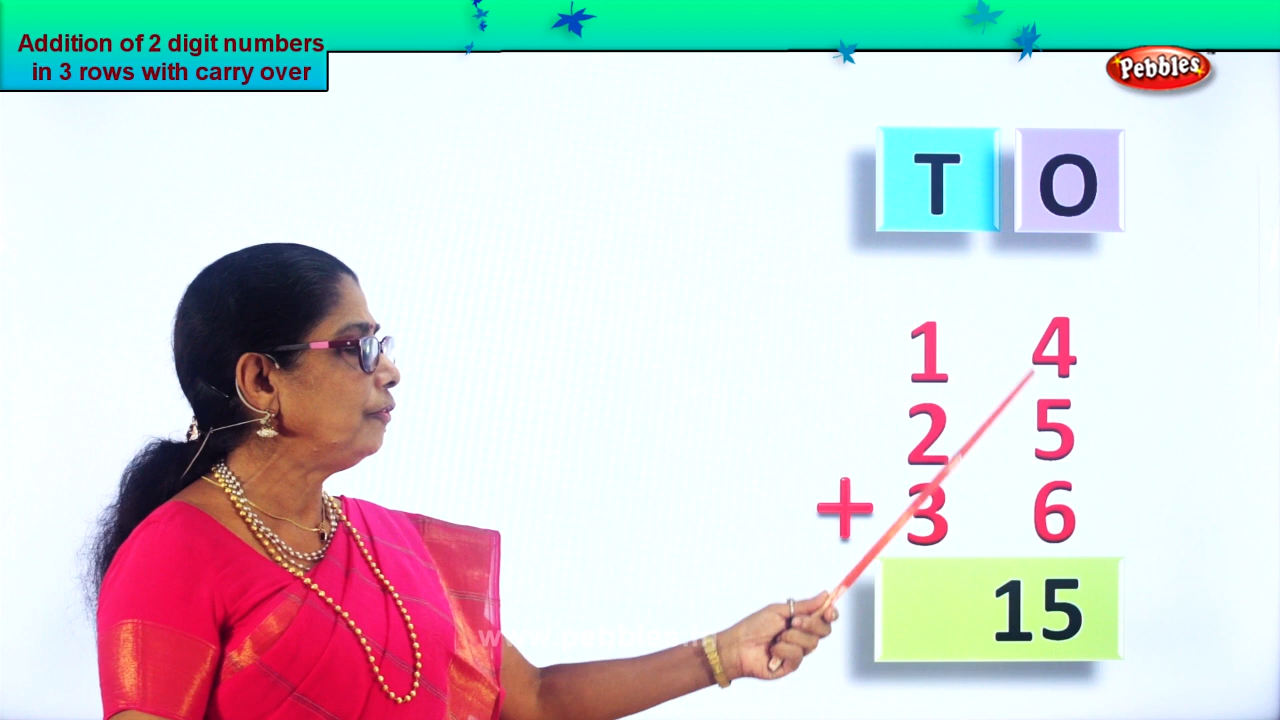 Addition of 2 digit numbers
in 3 rows with carry over
Pebbles
T O
1 4
2 5
+ 3 6
15